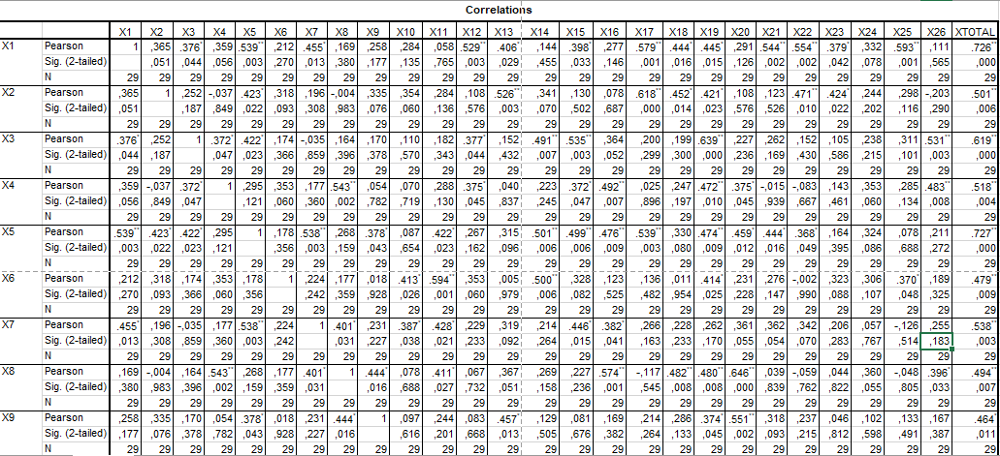 Correlations
X1 X2 X3 X4 X5 X6 X7 X8 X9 X10 X11 X12 X13 X14 X15 X16 X17 X18 X19 X20 X21 X22 X23 X24 X25 X26 XTOTAL
X1 Pearson 1 ,365 ,376* ,359 ,539** ,212 ,455* ,169 ,258 ,284 ,058 ,529** ,406* ,144 ,398* ,277 ,579** ,444* ,445* ,291 ,544** ,554** ,379* ,332 ,593** ,111 ,726**
Sig. (2-tailed) ,051 ,044 ,056 ,003 ,270 ,013 ,380 ,177 ,135 ,765 ,003 ,029 ,455 ,033 ,146 ,001 ,016 ,015 ,126 ,002 ,002 ,042 ,078 ,001 ,565 ,000
N 29 29 29 29 29 29 29 29 29 29 29 29 29 29 29 29 29 29 29 29 29 29 29 29 29 29 29
X2 Pearson ,365 1 ,252 -,037 ,423* ,318 ,196 -,004 ,335 ,354 ,284 ,108 ,526** ,341 ,130 ,078 ,618** ,452* ,421* ,108 ,123 ,471** ,424* ,244 ,298 -,203 ,501**
Sig. (2-tailed) ,051 ,187 ,849 ,022 ,093 ,308 ,983 ,076 ,060 ,136 ,576 ,003 ,070 ,502 ,687 ,000 ,014 ,023 ,576 ,526 ,010 ,022 ,202 ,116 ,290 ,006
N 29 29 29 29 29 29 29 29 29 29 29 29 29 29 29 29 29 29 29 29 29 29 29 29 29 29 29
X3 Pearson ,376* ,252 1 ,372* ,422* ,174 -,035 ,164 ,170 ,110 ,182 ,377* ,152 ,491** ,535** ,364 ,200 ,199 ,639** ,227 ,262 ,152 ,105 ,238 ,311 ,531** ,619**
Sig. (2-tailed) ,044 ,187 ,047 ,023 ,366 ,859 ,396 ,378 ,570 ,343 ,044 ,432 ,007 ,003 ,052 ,299 ,300 ,000 ,236 ,169 ,430 ,586 ,215 ,101 ,003 ,000
N 29 29 29 29 29 29 29 29 29 29 29 29 29 29 29 29 29 29 29 29 29 29 29 29 29 29 29
X4 Pearson ,359 -,037 ,372* 1 ,295 ,353 ,177 ,543** ,054 ,070 ,288 ,375* ,040 ,223 ,372* ,492** ,025 ,247 ,472** ,375* -,015 -,083 ,143 ,353 ,285 ,483** ,518**
Sig. (2-tailed) ,056 ,849 ,047 ,121 ,060 ,360 ,002 ,782 ,719 ,130 ,045 ,837 ,245 ,047 ,007 ,896 ,197 ,010 ,045 ,939 ,667 ,461 ,060 ,134 ,008 ,004
N 29 29 29 29 29 29 29 29 29 29 29 29 29 29 29 29 29 29 29 29 29 29 29 29 29 29 29
X5 Pearson ,539** ,423* ,422* ,295 1 ,178 ,538** ,268 ,378* ,087 ,422* ,267 ,315 ,501** ,499** ,476** ,539** ,330 ,474** ,459* ,444* ,368* ,164 ,324 ,078 ,211 ,727**
Sig. (2-tailed) ,003 ,022 ,023 ,121 ,356 ,003 ,159 ,043 ,654 ,023 ,162 ,096 ,006 ,006 ,009 ,003 ,080 ,009 ,012 ,016 ,049 ,395 ,086 ,688 ,272 ,000
N 29 29 29 29 29 29 29 29 29 29 29 29 29 29 29 29 29 29 29 29 29 29 29 29 29 29 29
X6 Pearson ,212 ,318 ,174 ,353 ,178 1 ,224 ,177 ,018 ,413* ,594** ,353 ,005 ,500** ,328 ,123 ,136 ,011 ,414* ,231 ,276 -,002 ,323 ,306 ,370* ,189 ,479**
Sig. (2-tailed) ,270 ,093 ,366 ,060 ,356 ,242 ,359 ,928 ,026 ,001 ,060 ,979 ,006 ,082 ,525 ,482 ,954 ,025 ,228 ,147 ,990 ,088 ,107 ,048 ,325 ,009
N 29 29 29 29 29 29 29 29 29 29 29 29 29 29 29 29 29 29 29 29 29 29 29 29 29 29 29
X7 Pearson ,455* ,196 -,035 ,177 ,538** ,224 1 ,401* ,231 ,387* ,428* ,229 ,319 ,214 ,446* ,382* ,266 ,228 ,262 ,361 ,362 ,342 ,206 ,057 -,126 ,255 ,538**
Sig. (2-tailed) ,013 ,308 ,859 ,360 ,003 ,242 ,031 ,227 ,038 ,021 ,233 ,092 ,264 ,015 ,041 ,163 ,233 ,170 ,055 ,054 ,070 ,283 ,767 ,514 ,183 ,003
N 29 29 29 29 29 29 29 29 29 29 29 29 29 29 29 29 29 29 29 29 29 29 29 29 29 29 29
X8 Pearson ,169 -,004 ,164 ,543** ,268 ,177 ,401* 1 ,444* ,078 ,411* ,067 ,367 ,269 ,227 ,574** -,117 ,482** ,480** ,646** ,039 -,059 ,044 ,360 -,048 ,396* ,494**
Sig. (2-tailed) ,380 ,983 ,396 ,002 ,159 ,359 ,031 ,016 ,688 ,027 ,732 ,051 ,158 ,236 ,001 ,545 ,008 ,008 ,000 ,839 ,762 ,822 ,055 ,805 ,033 ,007
N 29 29 29 29 29 29 29 29 29 29 29 29 29 29 29 29 29 29 29 29 29 29 29 29 29 29 29
X9 Pearson ,258 ,335 ,170 ,054 ,378* ,018 ,231 ,444* 1 ,097 ,244 ,083 ,457* ,129 ,081 ,169 ,214 ,286 ,374* ,551** ,318 ,237 ,046 ,102 ,133 ,167 ,464*
Sig. (2-tailed) ,177 ,076 ,378 ,782 ,043 ,928 ,227 ,016 ,616 ,201 ,668 ,013 ,505 ,676 ,382 ,264 ,133 ,045 ,002 ,093 ,215 ,812 ,598 ,491 ,387 ,011
N 29 29 29 29 29 29 29 29 29 29 29 29 29 29 29 29 29 29 29 29 29 29 29 29 29 29 29